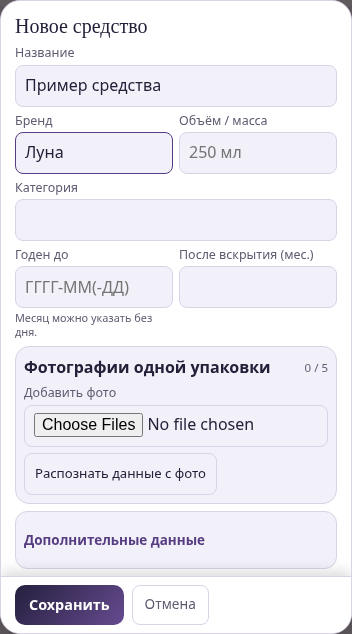 Новое средство
Название
Пример средства
Бренд
Объём / масса
Луна
250 мл
Категория
Годен до
После вскрытия (мес.)
ГГГГ-ММ(-ДД)
Месяц можно указать без
дня.
Фотографии одной упаковки
0 / 5
Добавить фото
Choose Files No file chosen
Распознать данные с фото
Дополнительные данные
Сохранить
Отмена